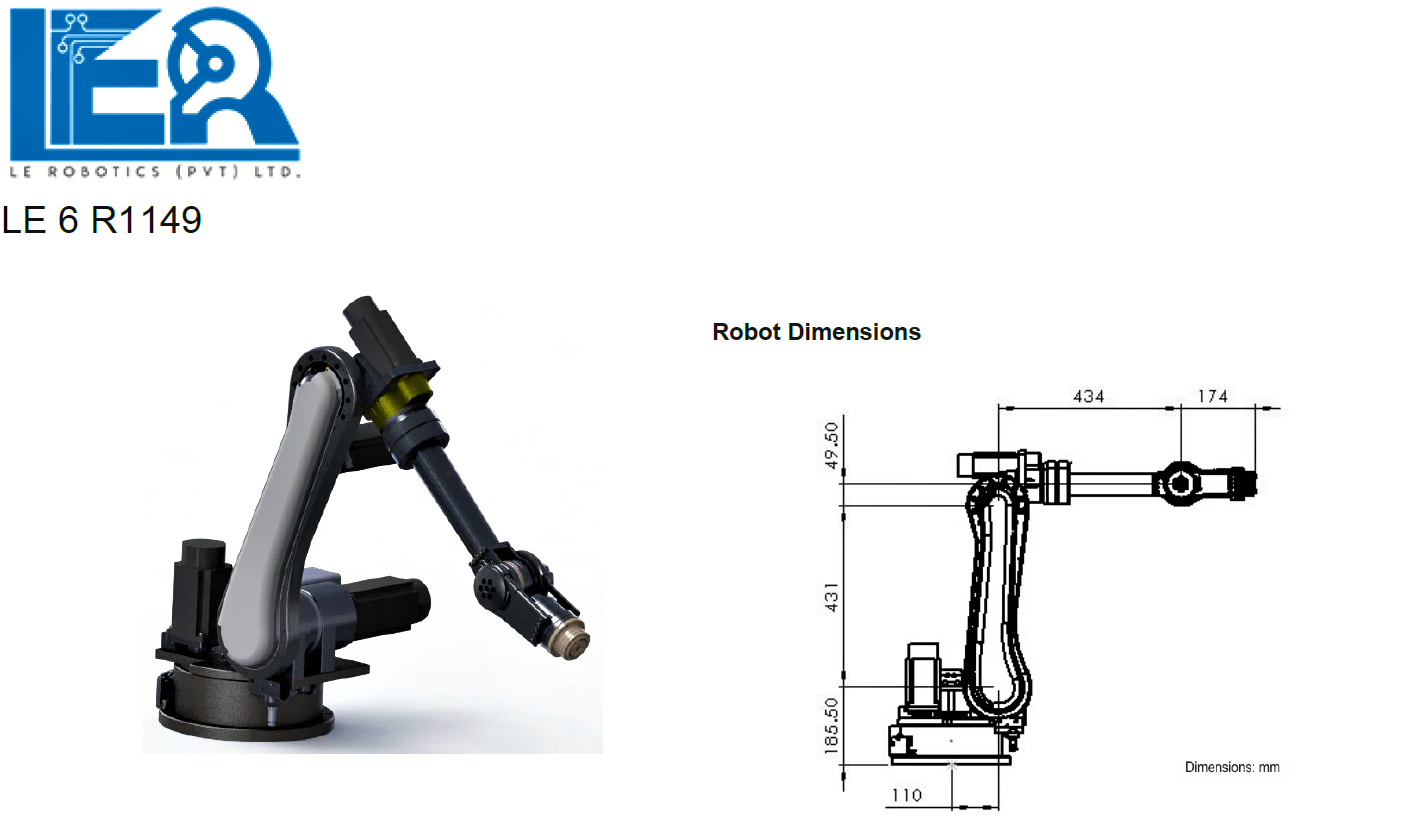 LE ROBOTICS (PVT) LTD.
LE 6 R1149
Robot Dimensions
434
174
49.50
431
185.50
110
Dimensions: mm